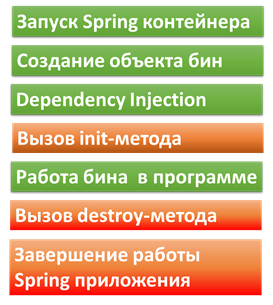 Запуск Spring контейнера
Создание объекта бин
Dependency Injection
Вызов init-метода
Работа бина в программе
Вызов destroy-метода
Завершение работы
Spring приложения